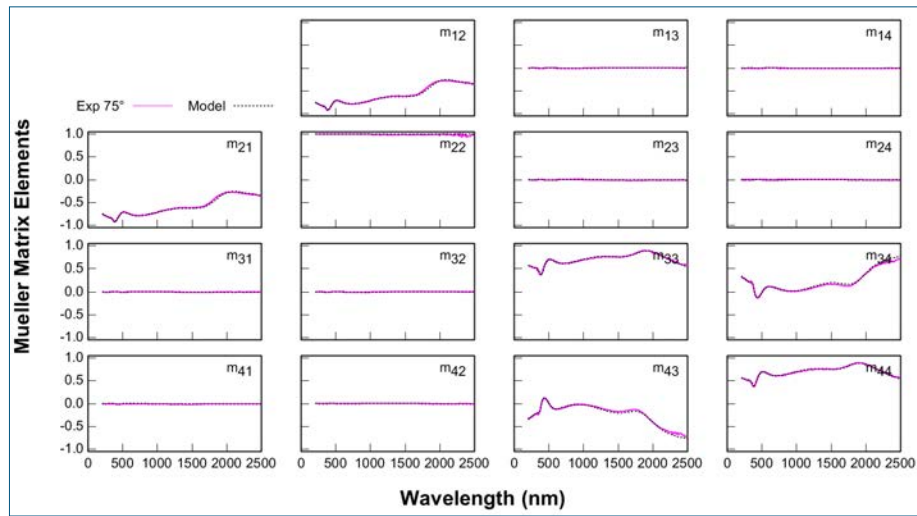 m12
m13
m14
Exp 75° Model
Mueller Matrix Elements
1.0
0.5
0.0
-0.5
-1.0
m21
m22
m23
m24
1.0
0.5
0.0
-0.5
-1.0
m31
m32
m33
m34
1.0
0.5
0.0
-0.5
-1.0
m41
m42
m43
m44
0 500 1000 1500 2000 2500
0 500 1000 1500 2000 2500
0 500 1000 1500 2000 2500
0 500 1000 1500 2000 2500
Wavelength (nm)